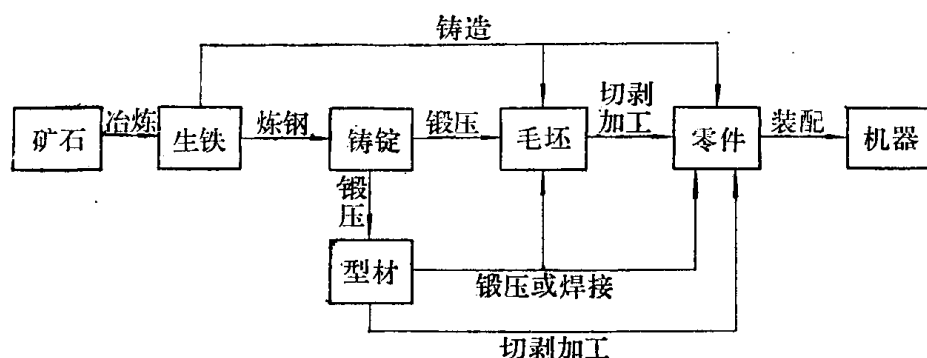 铸造
矿石
冶炼
生铁
炼钢
铸锭
锻压
毛坯
切剥
加工
零件
装配
机器
锻
压
型材
锻压或焊接
切剥加工